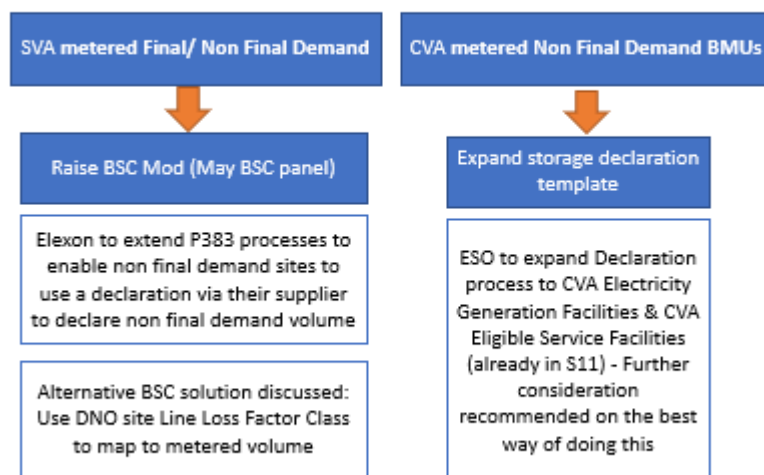 SVA metered Final/ Non Final Demand
Raise BSC Mod (May BSC panel)
Elexon to extend P383 processes to
enable non final demand sites to
use a declaration via their supplier
to declare non final demand volume
Alternative BSC solution discussed:
Use DNO site Line Loss Factor Class
to map to metered volume
CVA metered Non Final Demand BMUs
Expand storage declaration
template
ESO to expand Declaration
process to CVA Electricity
Generation Facilities & CVA
Eligible Service Facilities
(already in S11) - Further
consideration
recommended on the best
way of doing this